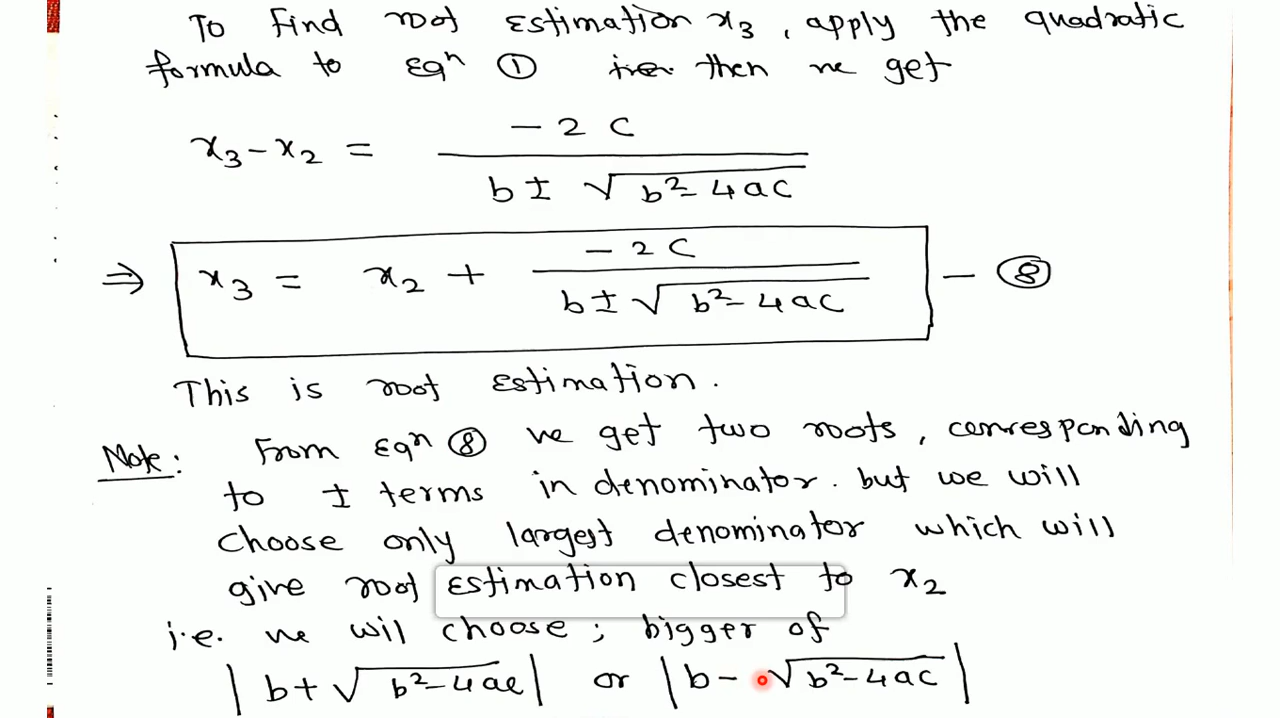 To Find root estimation x₃, apply the quadratic
formula to Eqⁿ ① then we get
x₃ - x₂ = -2c / (b ± √(b² - 4ac))
⇒ x₃ = x₂ + -2c / (b ± √(b² - 4ac)) — ⑧
This is root estimation.
Note: From Eqⁿ ⑧ we get two roots, corresponding
to ± terms in denominator. but we will
choose only largest denominator which will
give root estimation closest to x₂
i.e. we will choose; bigger of
|b + √(b² - 4ac)| or |b - √(b² - 4ac)|